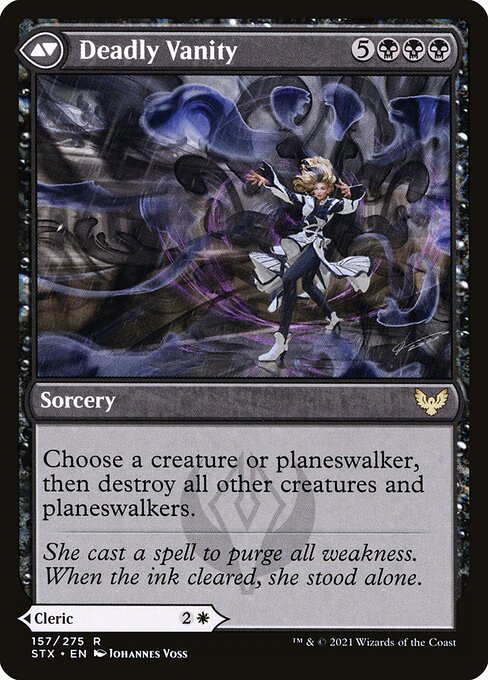 Deadly Vanity
5
Sorcery
Choose a creature or planeswalker,
then destroy all other creatures and
planeswalkers.
She cast a spell to purge all weakness.
When the ink cleared, she stood alone.
Cleric 2
157/275 R
STX • EN Johannes Voss
™ & © 2021 Wizards of the Coast